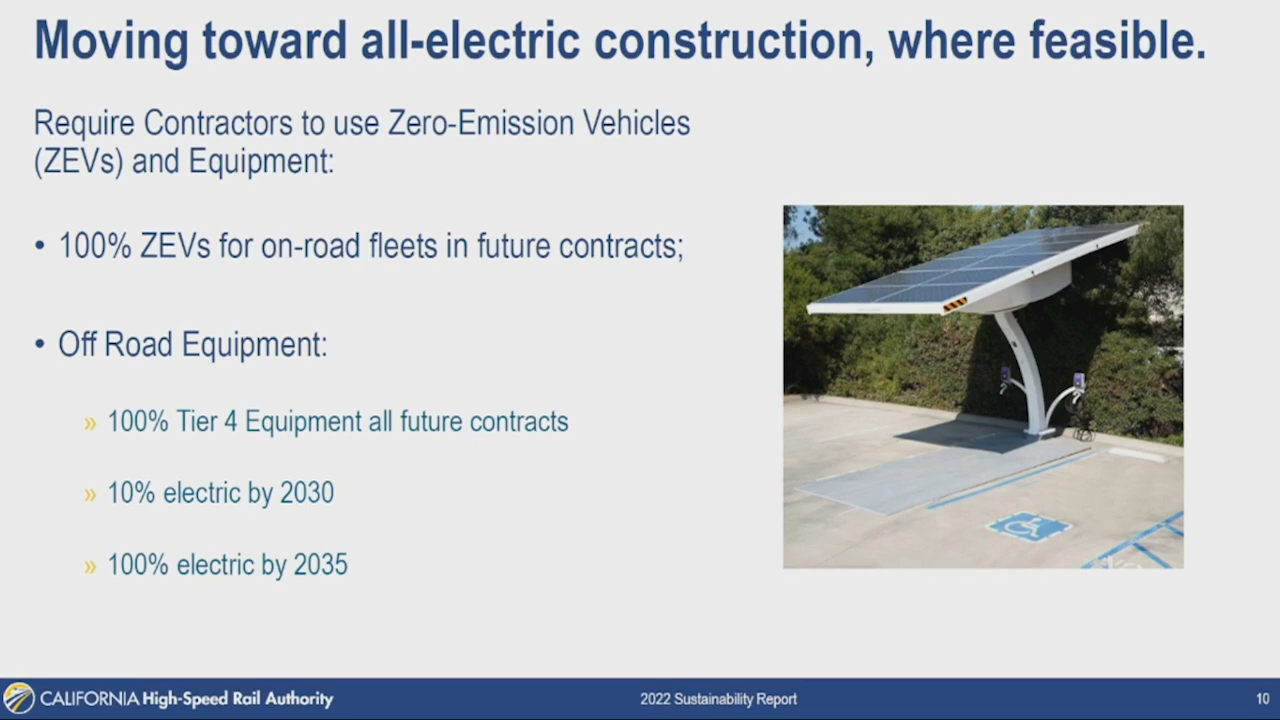 Moving toward all-electric construction, where feasible.
Require Contractors to use Zero-Emission Vehicles
(ZEVs) and Equipment:
• 100% ZEVs for on-road fleets in future contracts;
• Off Road Equipment:
» 100% Tier 4 Equipment all future contracts
» 10% electric by 2030
» 100% electric by 2035
CALIFORNIA High-Speed Rail Authority
2022 Sustainability Report
10